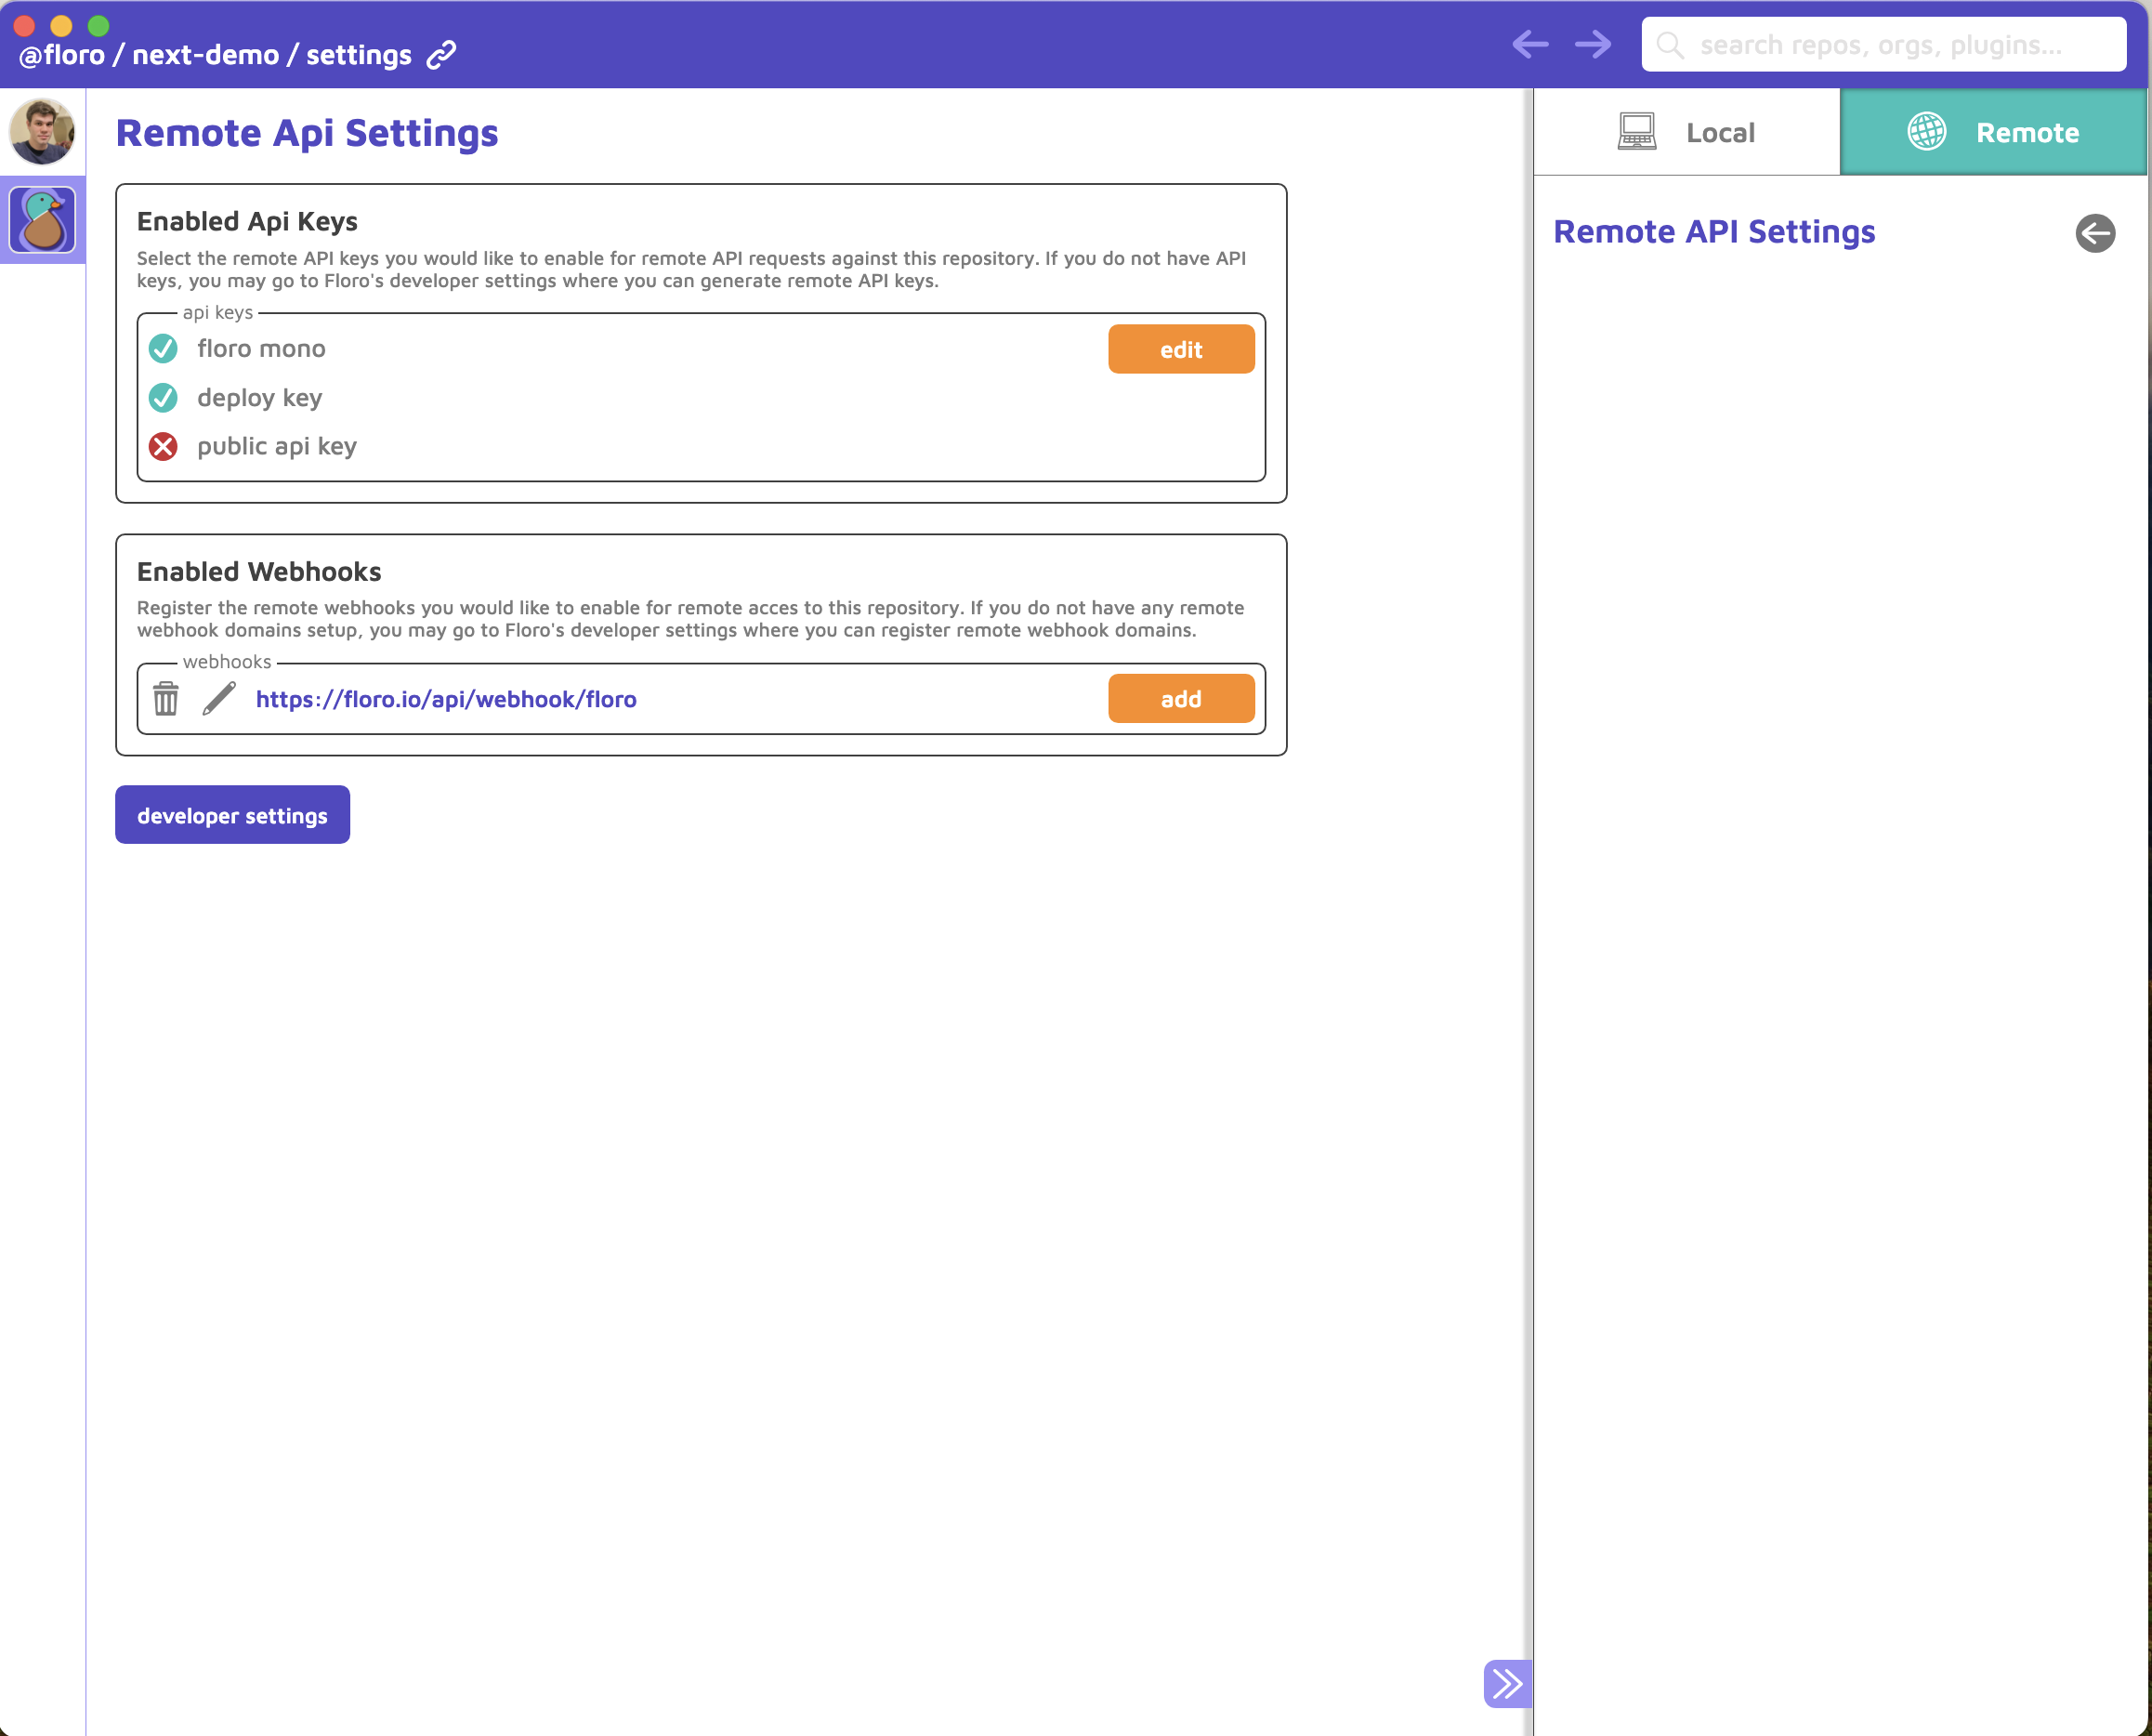 @floro / next-demo / settings
search repos, orgs, plugins...
Remote Api Settings
Enabled Api Keys
Select the remote API keys you would like to enable for remote API requests against this repository. If you do not have API
keys, you may go to Floro's developer settings where you can generate remote API keys.
api keys
floro mono
edit
deploy key
public api key
Enabled Webhooks
Register the remote webhooks you would like to enable for remote acces to this repository. If you do not have any remote
webhook domains setup, you may go to Floro's developer settings where you can register remote webhook domains.
webhooks
https://floro.io/api/webhook/floro
add
developer settings
Local
Remote
Remote API Settings